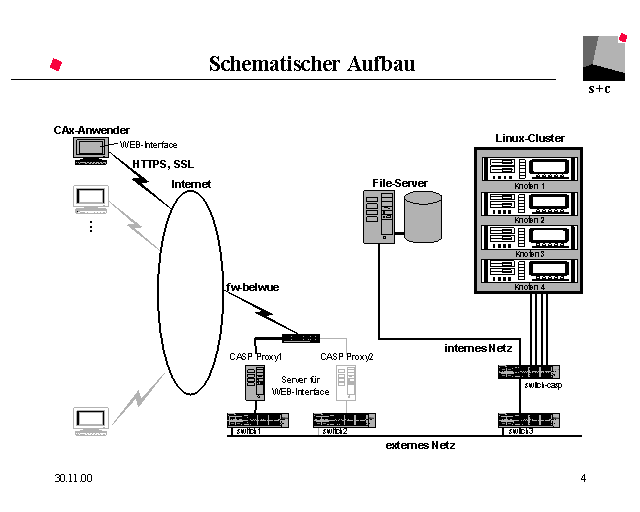 Schematischer Aufbau
s+c
CAx-Anwender
WEB-Interface
HTTPS, SSL
Internet
File-Server
Linux-Cluster
Knoten 1
Knoten 2
Knoten 3
Knoten 4
fw-belwue
internes Netz
CASP Proxy1
CASP Proxy2
Server für
WEB-Interface
switch-casp
switch1
switch2
switch3
externes Netz
30.11.00
4